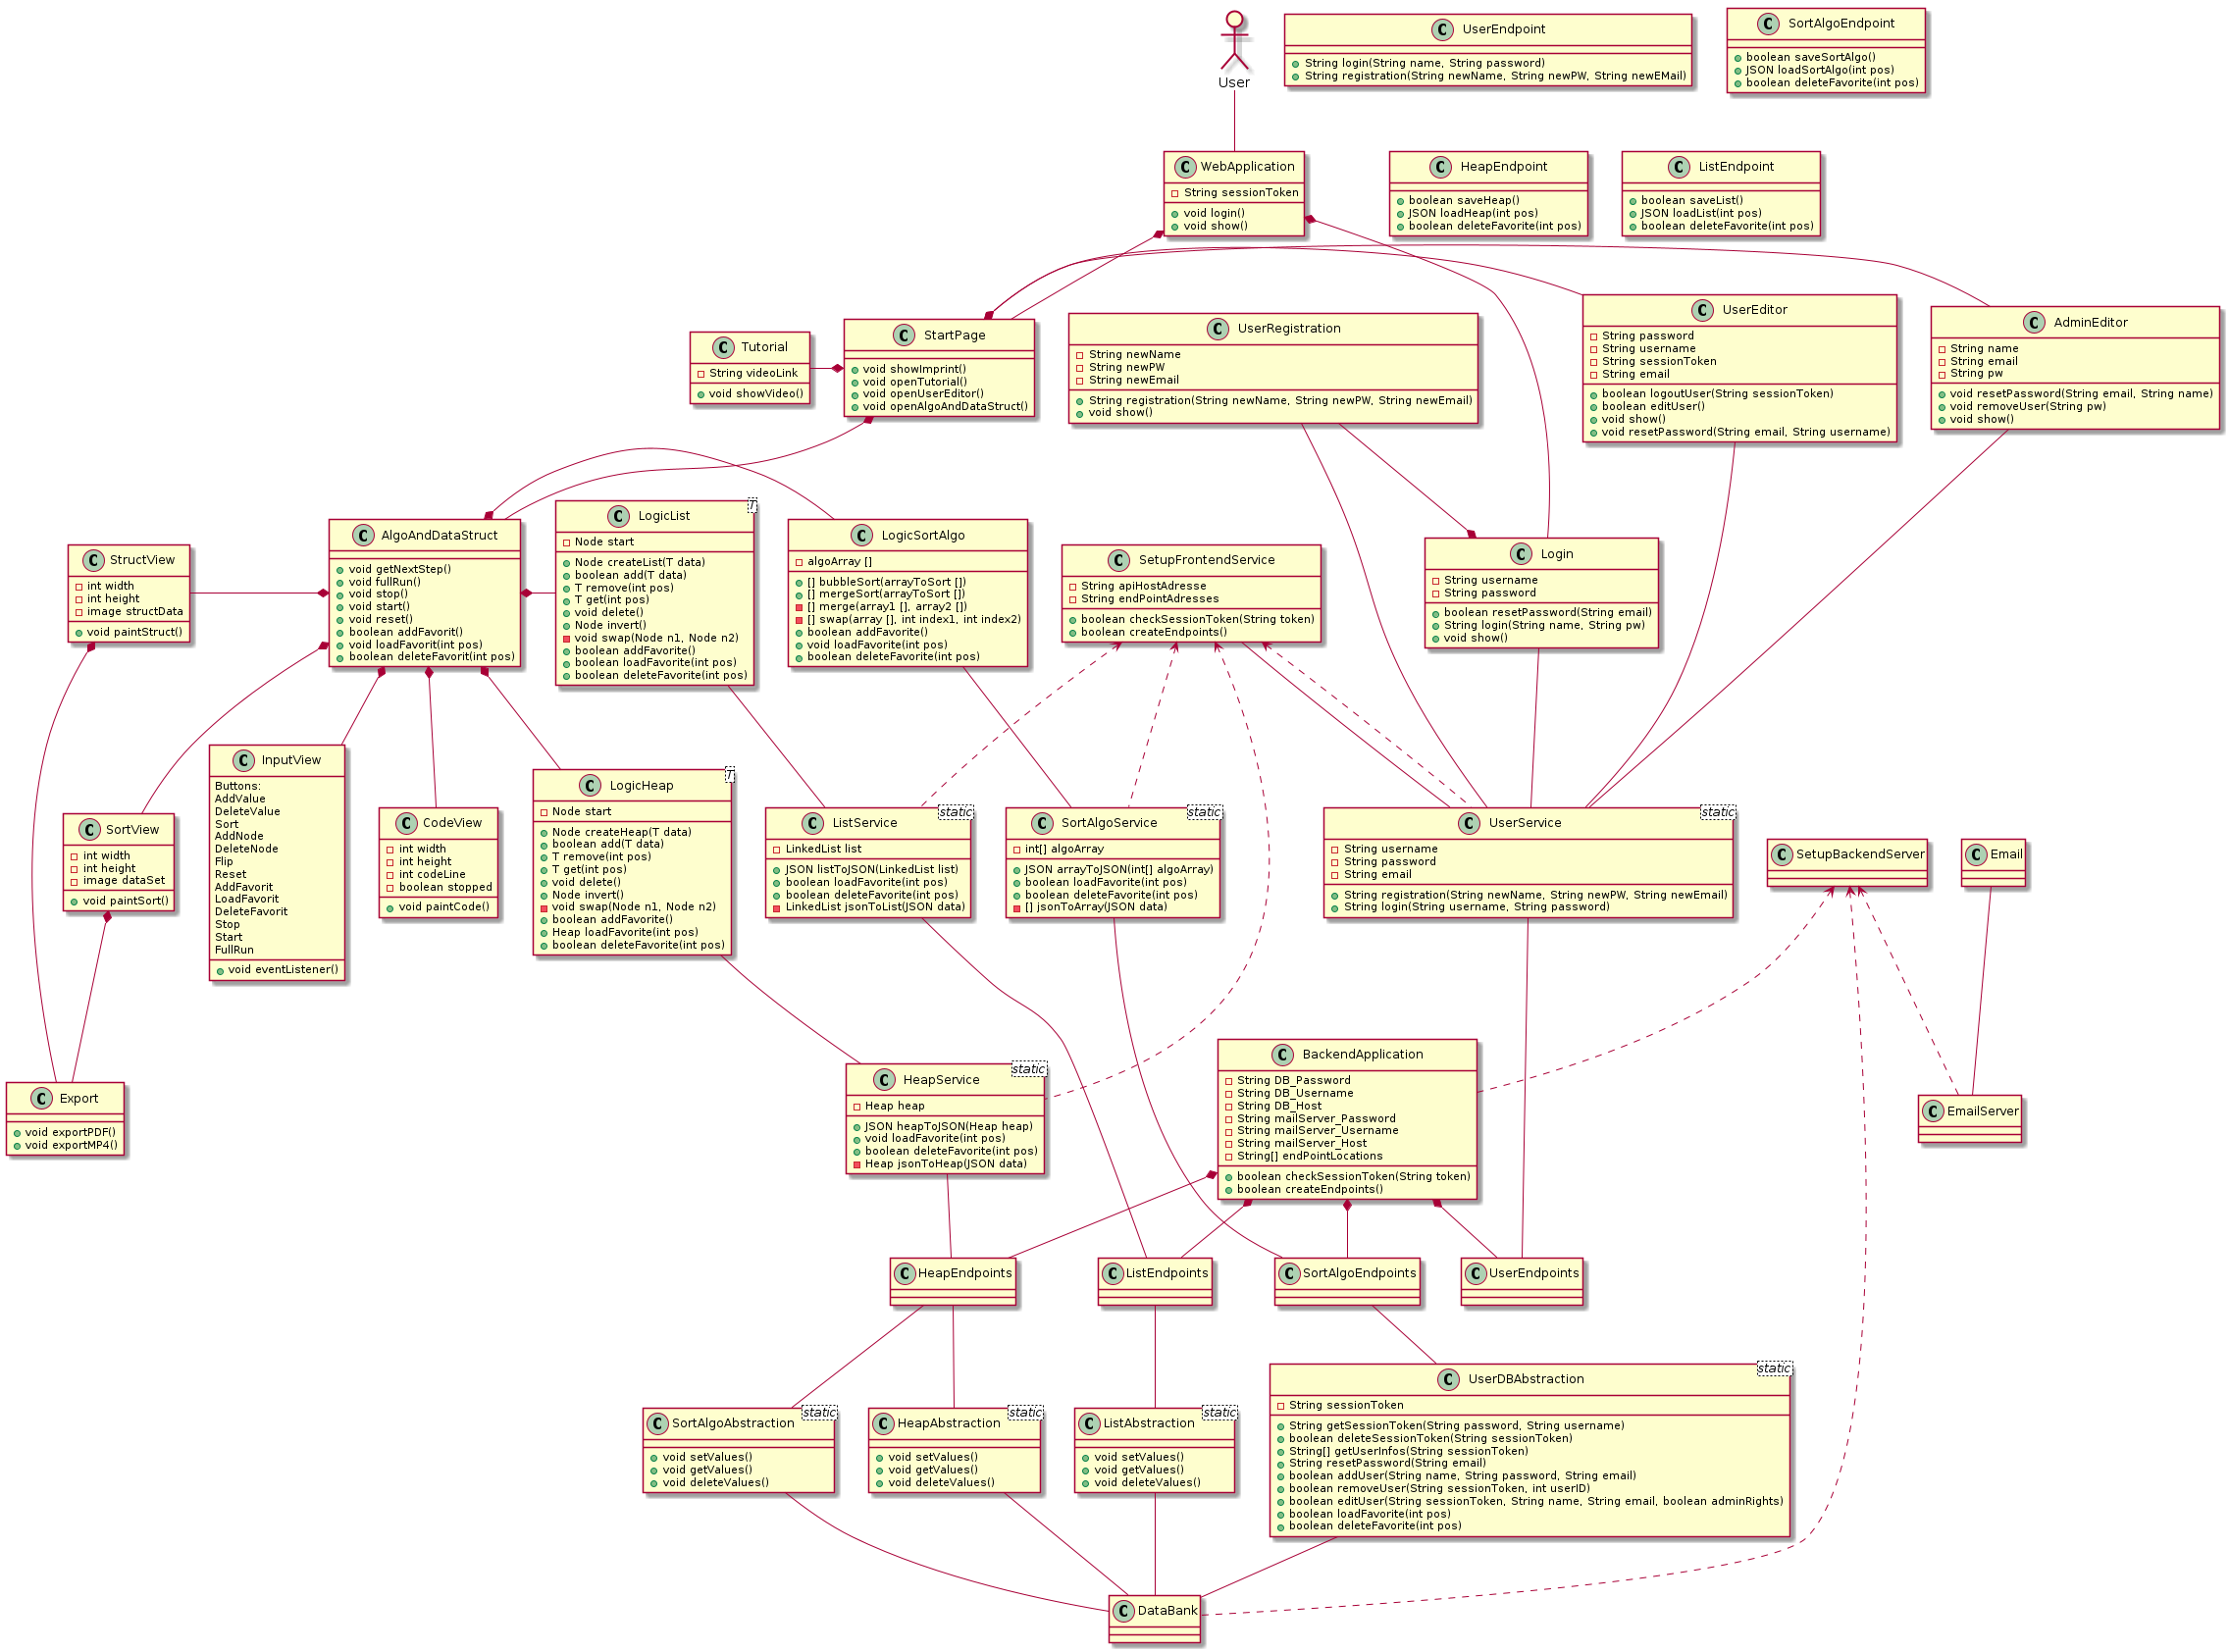 User
UserEndpoint
String login(String name, String password)
String registration(String newName, String newPW, String newEMail)
SortAlgoEndpoint
boolean saveSortAlgo()
JSON loadSortAlgo(int pos)
boolean deleteFavorite(int pos)
WebApplication
String sessionToken
void login()
void show()
HeapEndpoint
boolean saveHeap()
JSON loadHeap(int pos)
boolean deleteFavorite(int pos)
ListEndpoint
boolean saveList()
JSON loadList(int pos)
boolean deleteFavorite(int pos)
Tutorial
String videoLink
void showVideo()
StartPage
void showImprint()
void openTutorial()
void openUserEditor()
void openAlgoAndDataStruct()
UserRegistration
String newName
String newPW
String newEmail
String registration(String newName, String newPW, String newEmail)
void show()
UserEditor
String password
String username
String sessionToken
String email
boolean logoutUser(String sessionToken)
boolean editUser()
void show()
void resetPassword(String email, String username)
AdminEditor
String name
String email
String pw
void resetPassword(String email, String name)
void removeUser(String pw)
void show()
StructView
int width
int height
image structData
void paintStruct()
AlgoAndDataStruct
void getNextStep()
void fullRun()
void stop()
void start()
void reset()
boolean addFavorit()
void loadFavorit(int pos)
boolean deleteFavorit(int pos)
LogicList
T
Node start
Node createList(T data)
boolean add(T data)
T remove(int pos)
T get(int pos)
void delete()
Node invert()
void swap(Node n1, Node n2)
boolean addFavorite()
boolean loadFavorite(int pos)
boolean deleteFavorite(int pos)
LogicSortAlgo
algoArray []
[] bubbleSort(arrayToSort [])
[] mergeSort(arrayToSort [])
[] merge(array1 [], array2 [])
[] swap(array [], int index1, int index2)
boolean addFavorite()
void loadFavorite(int pos)
boolean deleteFavorite(int pos)
SetupFrontendService
String apiHostAdresse
String endPointAdresses
boolean checkSessionToken(String token)
boolean createEndpoints()
Login
String username
String password
boolean resetPassword(String email)
String login(String name, String pw)
void show()
SortView
int width
int height
image dataSet
void paintSort()
InputView
Buttons:
AddValue
DeleteValue
Sort
AddNode
DeleteNode
Flip
Reset
AddFavorit
LoadFavorit
DeleteFavorit
Stop
Start
FullRun
void eventListener()
CodeView
int width
int height
int codeLine
boolean stopped
void paintCode()
LogicHeap
T
Node start
Node createHeap(T data)
boolean add(T data)
T remove(int pos)
T get(int pos)
void delete()
Node invert()
void swap(Node n1, Node n2)
boolean addFavorite()
Heap loadFavorite(int pos)
boolean deleteFavorite(int pos)
ListService
static
LinkedList list
JSON listToJSON(LinkedList list)
boolean loadFavorite(int pos)
boolean deleteFavorite(int pos)
LinkedList jsonToList(JSON data)
SortAlgoService
static
int[] algoArray
JSON arrayToJSON(int[] algoArray)
boolean loadFavorite(int pos)
boolean deleteFavorite(int pos)
[] jsonToArray(JSON data)
UserService
static
String username
String password
String email
String registration(String newName, String newPW, String newEmail)
String login(String username, String password)
SetupBackendServer
Email
Export
void exportPDF()
void exportMP4()
HeapService
static
Heap heap
JSON heapToJSON(Heap heap)
void loadFavorite(int pos)
boolean deleteFavorite(int pos)
Heap jsonToHeap(JSON data)
BackendApplication
String DB_Password
String DB_Username
String DB_Host
String mailServer_Password
String mailServer_Username
String mailServer_Host
String[] endPointLocations
boolean checkSessionToken(String token)
boolean createEndpoints()
EmailServer
HeapEndpoints
ListEndpoints
SortAlgoEndpoints
UserEndpoints
SortAlgoAbstraction
static
void setValues()
void getValues()
void deleteValues()
HeapAbstraction
static
void setValues()
void getValues()
void deleteValues()
ListAbstraction
static
void setValues()
void getValues()
void deleteValues()
UserDBAbstraction
static
String sessionToken
String getSessionToken(String password, String username)
boolean deleteSessionToken(String sessionToken)
String[] getUserInfos(String sessionToken)
String resetPassword(String email)
boolean addUser(String name, String password, String email)
boolean removeUser(String sessionToken, int userID)
boolean editUser(String sessionToken, String name, String email, boolean adminRights)
boolean loadFavorite(int pos)
boolean deleteFavorite(int pos)
DataBank